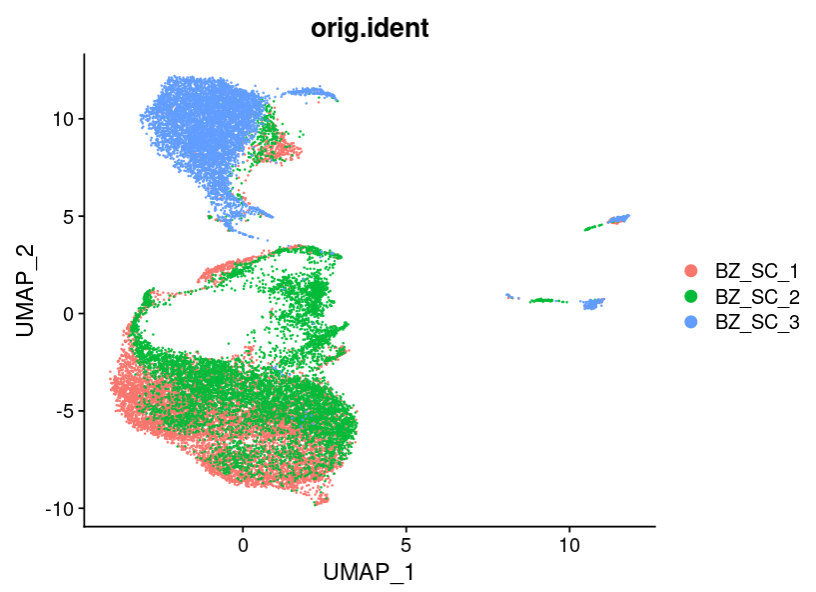 orig.ident
10
5
0
-5
-10
UMAP_2
0
5
10
UMAP_1
BZ_SC_1
BZ_SC_2
BZ_SC_3